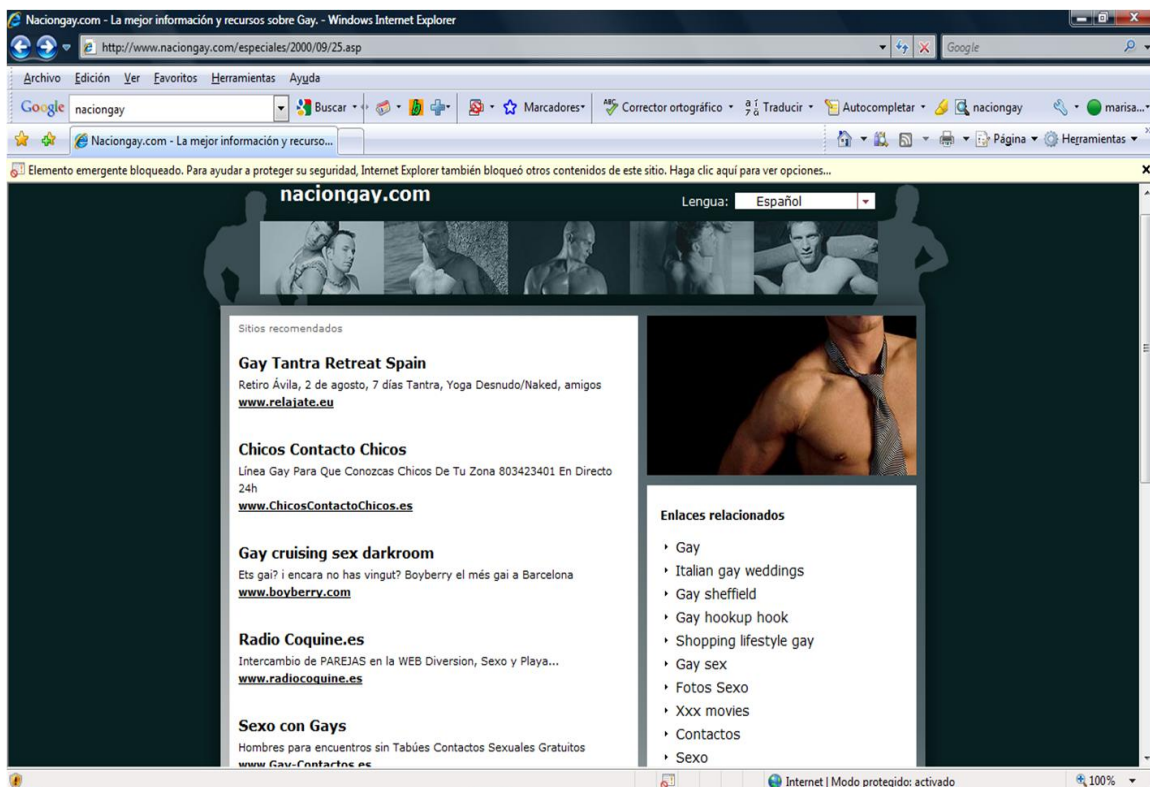 Naciongay.com - La mejor información y recursos sobre Gay. - Windows Internet Explorer
http://www.naciongay.com/especiales/2000/09/25.asp
Google
Archivo Edición Ver Favoritos Herramientas Ayuda
Google naciongay Buscar Marcadores Corrector ortográfico Traducir Autocompletar naciongay marisa...
Naciongay.com - La mejor información y recurso... Página Herramientas
Elemento emergente bloqueado. Para ayudar a proteger su seguridad, Internet Explorer también bloqueó otros contenidos de este sitio. Haga clic aquí para ver opciones...
naciongay.com
Lengua: Español
Sitios recomendados
Gay Tantra Retreat Spain
Retiro Ávila, 2 de agosto, 7 días Tantra, Yoga Desnudo/Naked, amigos
www.relajate.eu
Chicos Contacto Chicos
Línea Gay Para Que Conozcas Chicos De Tu Zona 803423401 En Directo
24h
www.ChicosContactoChicos.es
Gay cruising sex darkroom
Ets gai? i encara no has vingut? Boyberry el més gai a Barcelona
www.boyberry.com
Radio Coquine.es
Intercambio de PAREJAS en la WEB Diversion, Sexo y Playa...
www.radiocoquine.es
Sexo con Gays
Hombres para encuentros sin Tabúes Contactos Sexuales Gratuitos
www.Gay-Contactos.es
Enlaces relacionados
Gay
Italian gay weddings
Gay sheffield
Gay hookup hook
Shopping lifestyle gay
Gay sex
Fotos Sexo
Xxx movies
Contactos
Sexo
Internet | Modo protegido: activado
100%